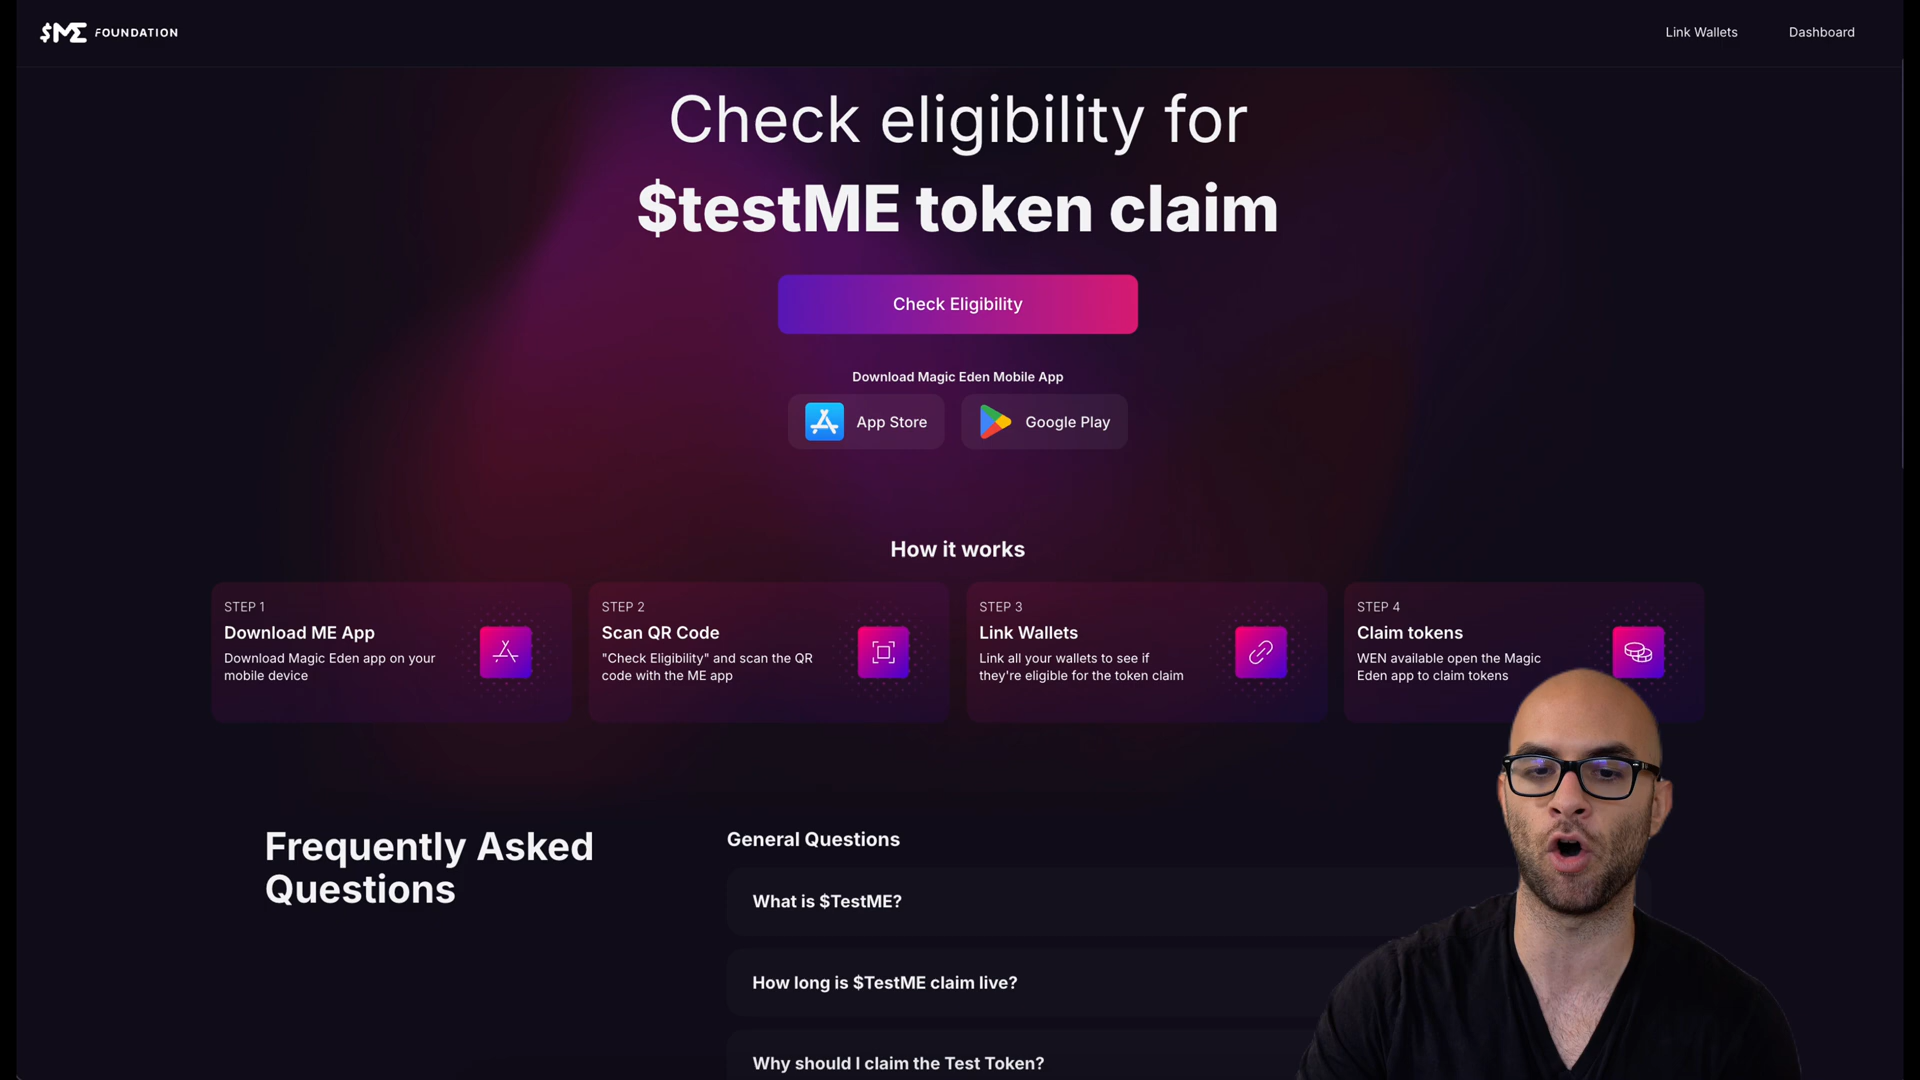 $ME FOUNDATION
Link Wallets
Dashboard
Check eligibility for
$testME token claim
Check Eligibility
Download Magic Eden Mobile App
App Store
Google Play
How it works
STEP 1
Download ME App
Download Magic Eden app on your
mobile device
STEP 2
Scan QR Code
"Check Eligibility" and scan the QR
code with the ME app
STEP 3
Link Wallets
Link all your wallets to see if
they're eligible for the token claim
STEP 4
Claim tokens
WEN available open the Magic
Eden app to claim tokens
Frequently Asked
Questions
General Questions
What is $TestME?
How long is $TestME claim live?
Why should I claim the Test Token?